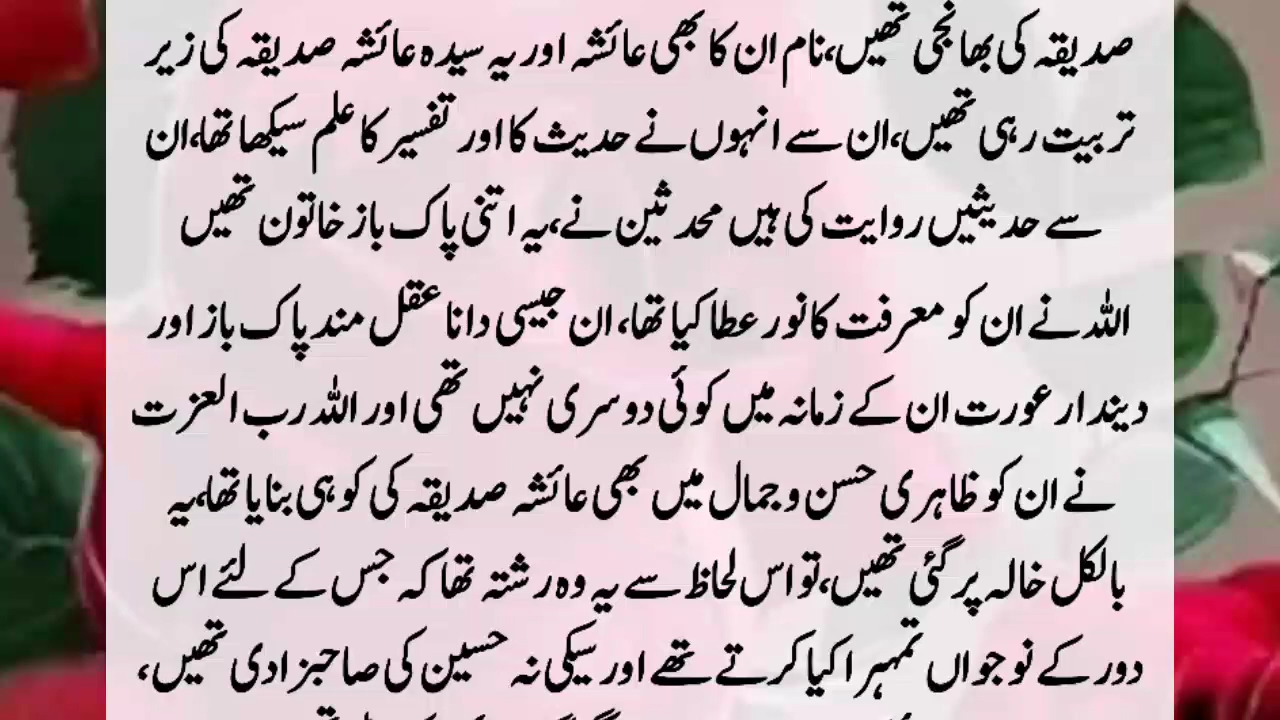 صدیقہ کی بھانجی تھیں،نام ان کا بھی عائشہ اور یہ سیدہ عائشہ صدیقہ کی زیر
تربیت رہی تھیں،ان سے انہوں نے حدیث کا اور تفسیر کا علم سیکھا تھا،ان
سے حدیثیں روایت کی ہیں محدثین نے،یہ اتنی پاک باز خاتون تھیں
اللہ نے ان کو معرفت کا نور عطا کیا تھا، ان جیسی دانا عقل مند پاک باز اور
دیندار عورت ان کے زمانہ میں کوئی دوسری نہیں تھی اور اللہ رب العزت
نے ان کو ظاہری حسن و جمال میں بھی عائشہ صدیقہ کی کو ہی بنایا تھا،یہ
بالکل خالہ پر گئی تھیں،تو اس لحاظ سے یہ وہ رشتہ تھا کہ جس کے لئے اس
دور کے نوجواں تمہرا کیا کرتے تھے اور سیکی نہ حسین کی صاحبزادی تھیں،